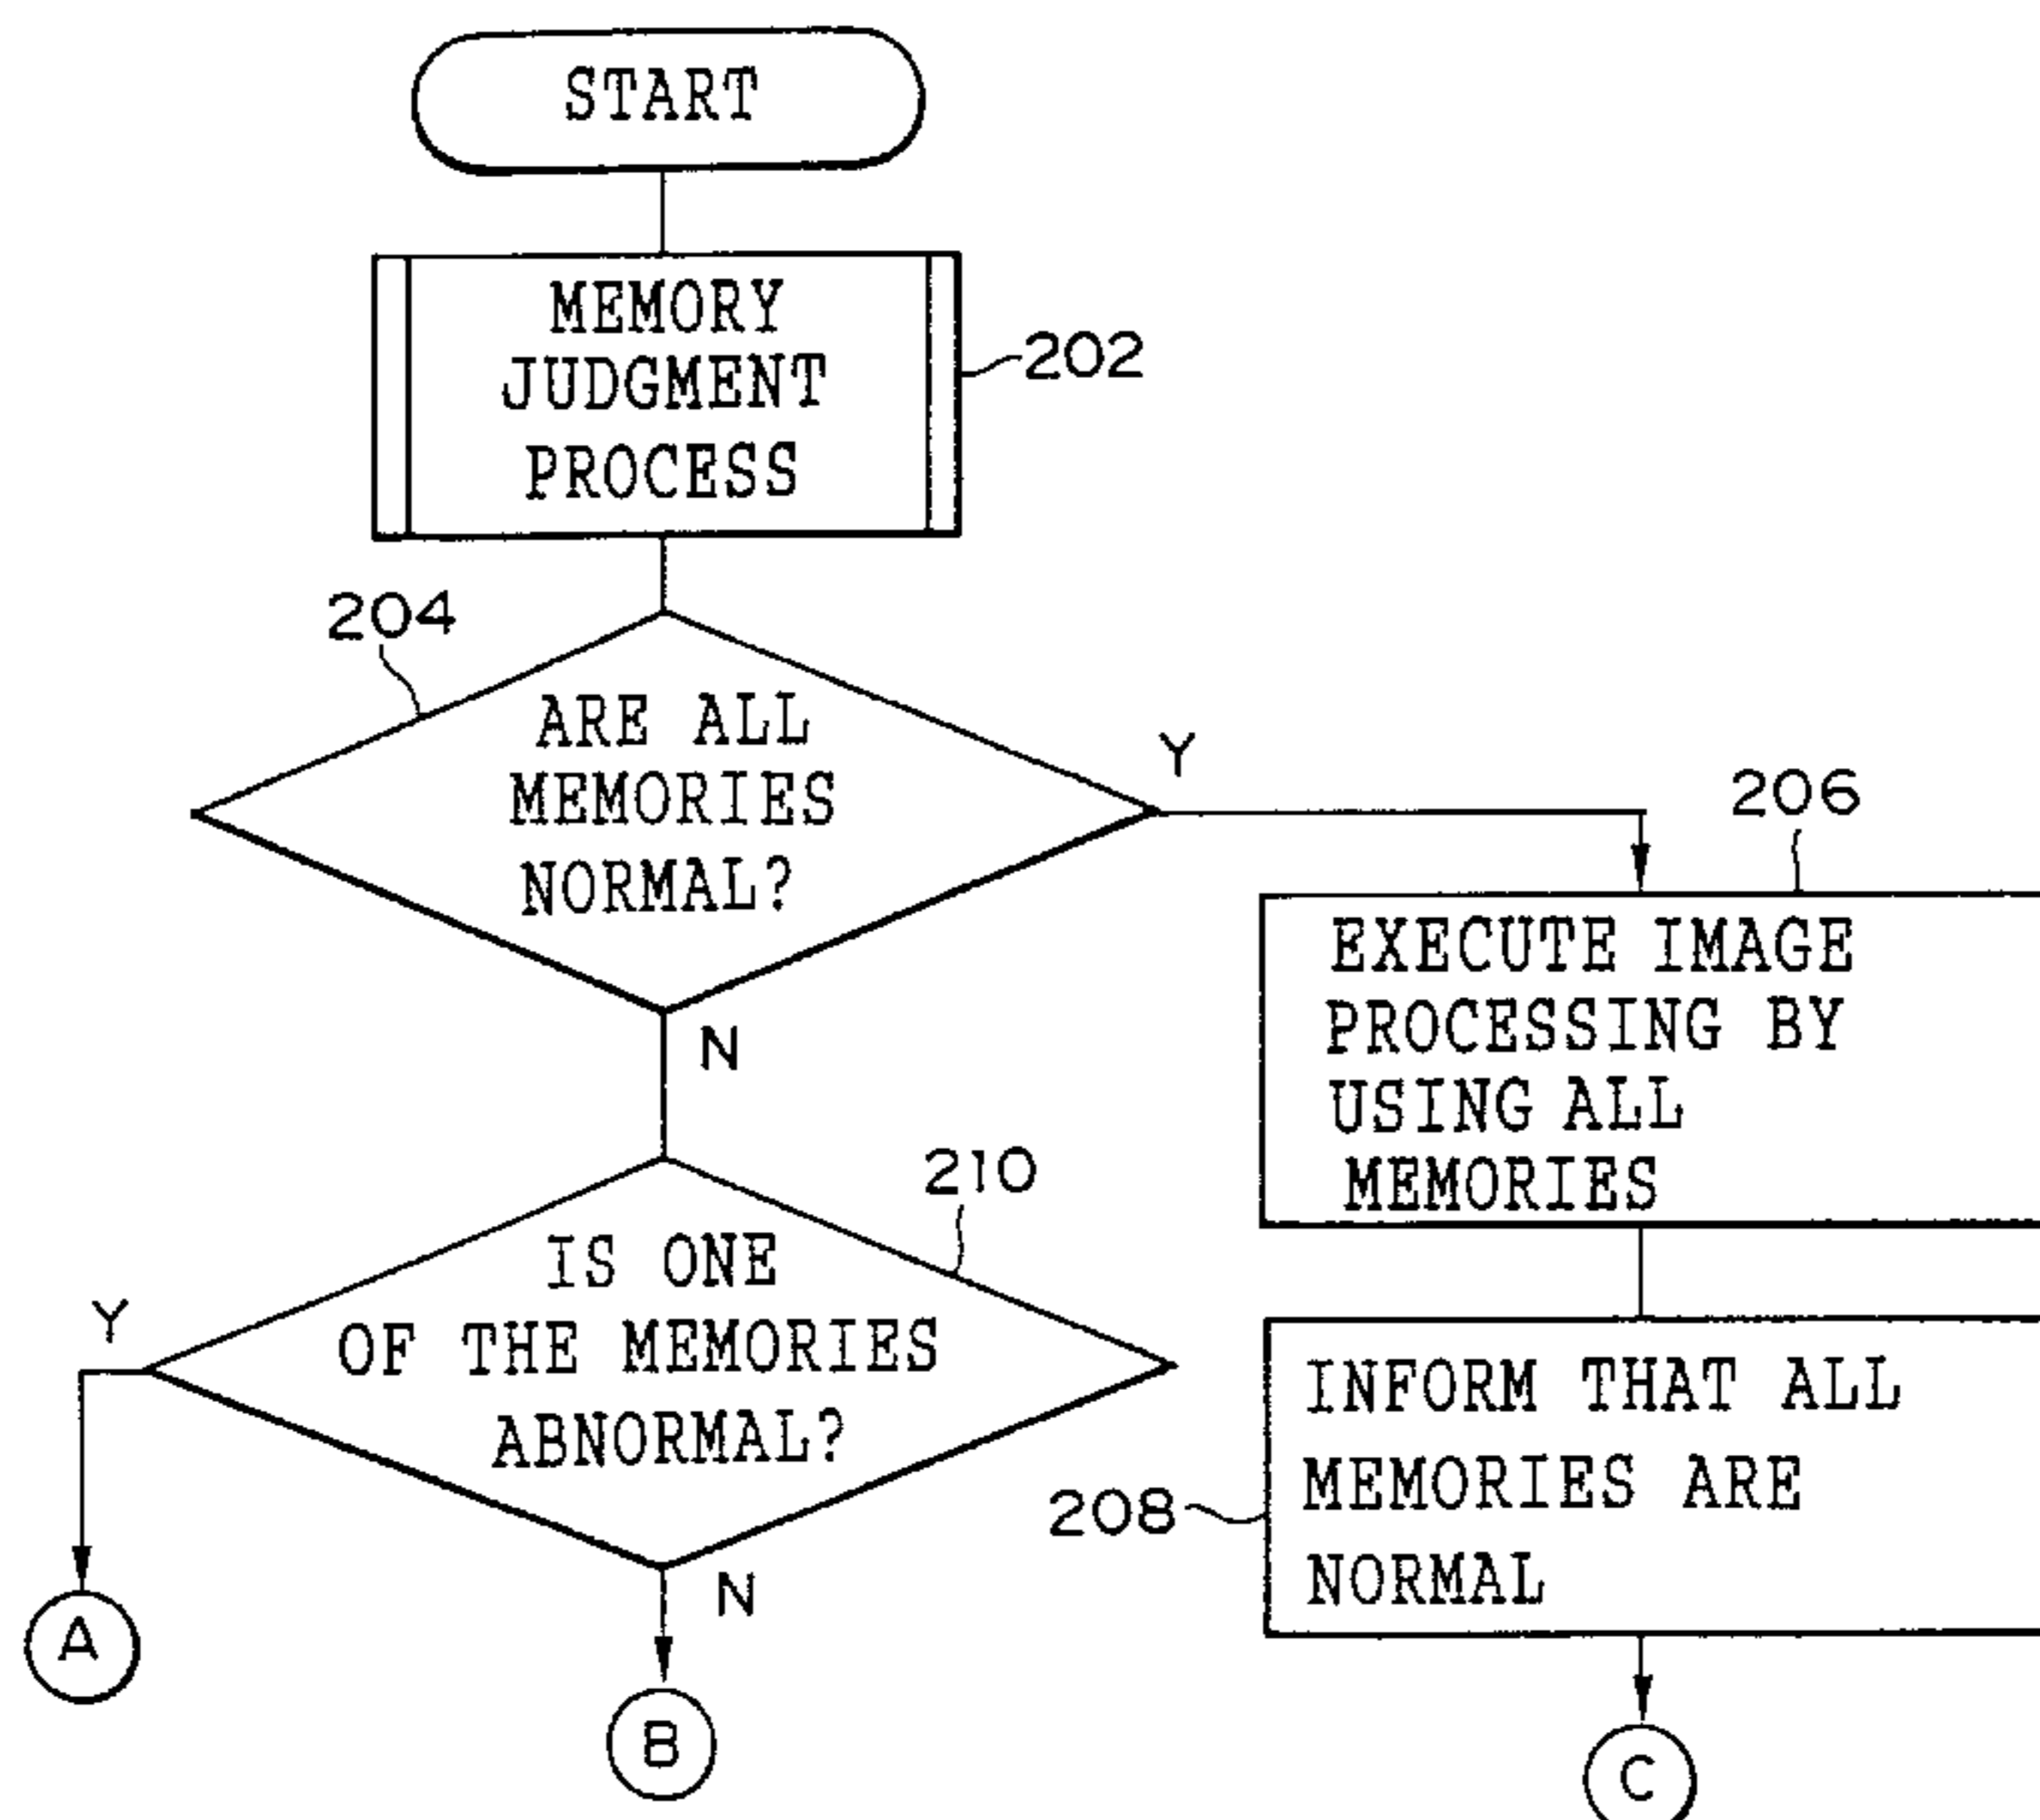 START
MEMORY
JUDGMENT
PROCESS
202
204
ARE ALL
MEMORIES
NORMAL?
Y
N
206
EXECUTE IMAGE
PROCESSING BY
USING ALL
MEMORIES
210
IS ONE
OF THE MEMORIES
ABNORMAL?
Y
N
208
INFORM THAT ALL
MEMORIES ARE
NORMAL
A
B
C